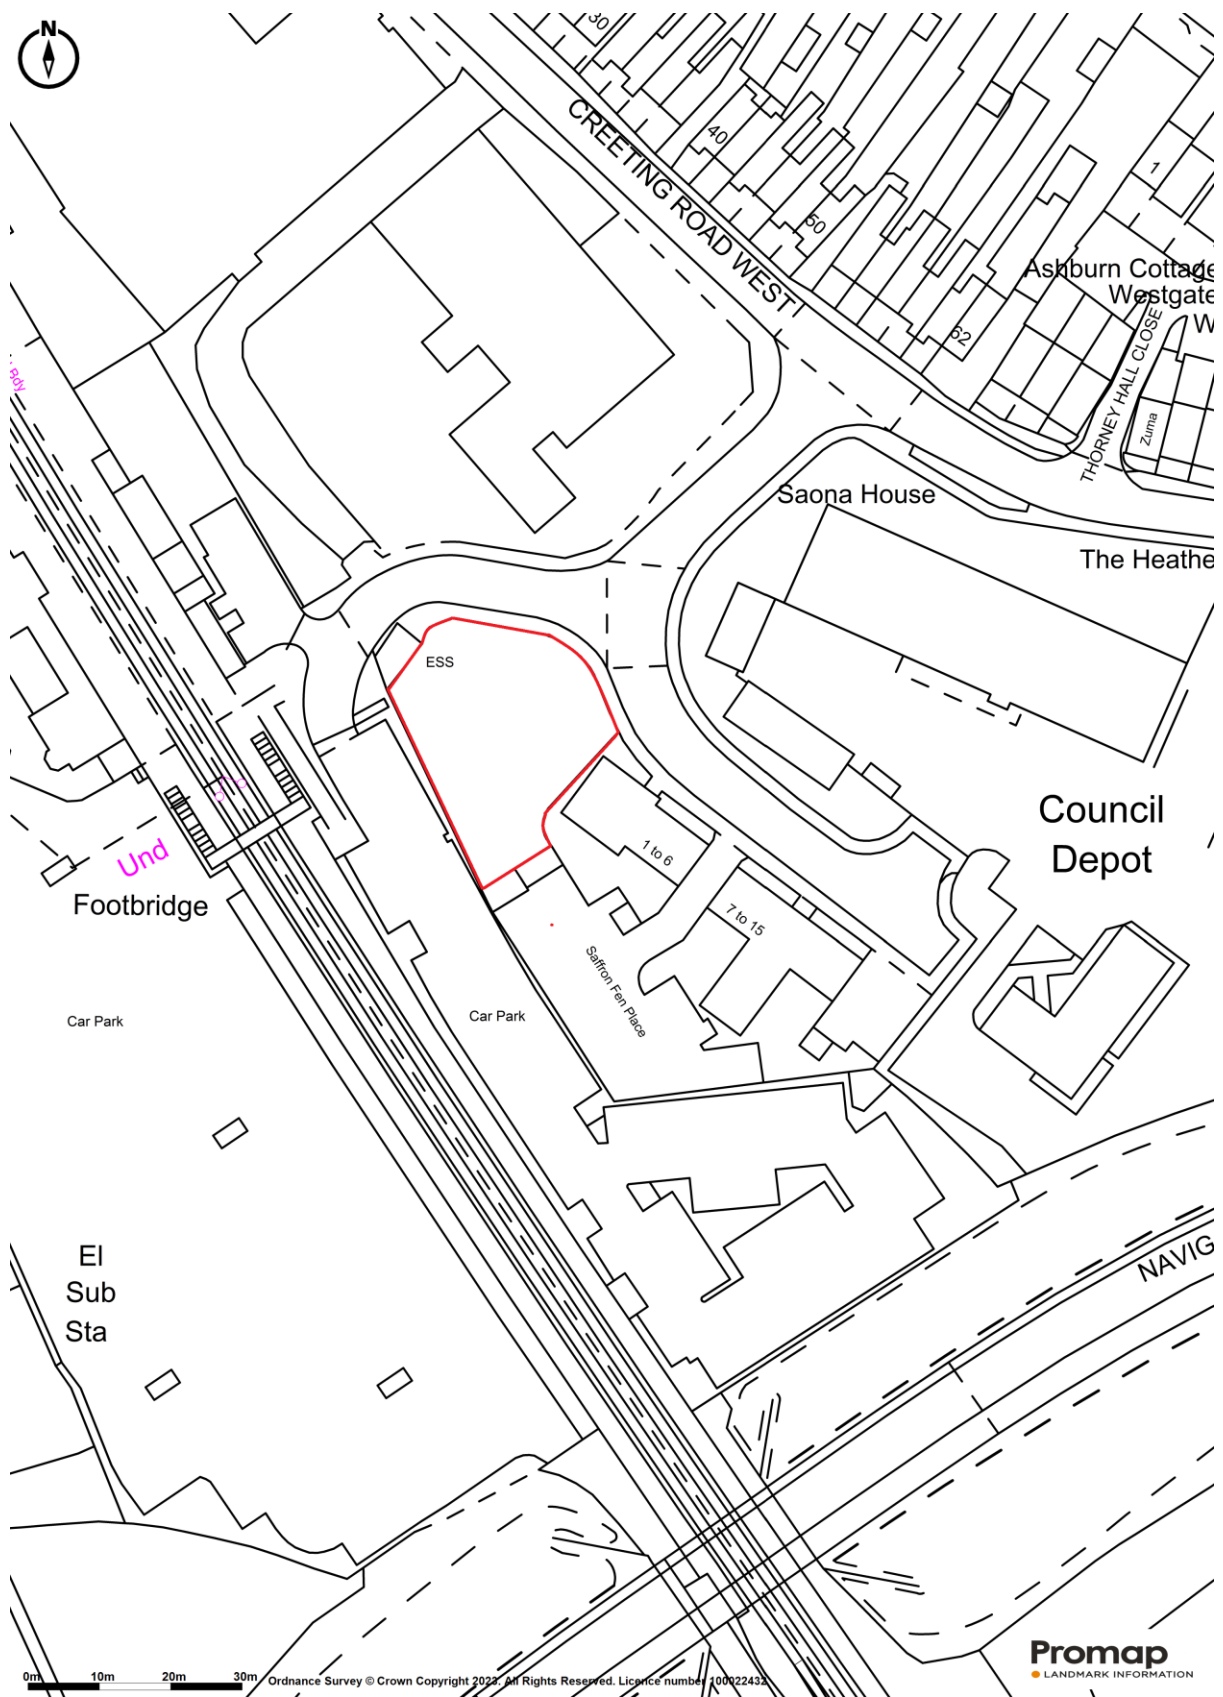 N
30
CREETING ROAD WEST
40
50
62
1
Ashburn Cottage
Westgate
W
THORNEY HALL CLOSE
Zuma
Bdy
Saona House
The Heathe
ESS
Council
Depot
Und
Footbridge
1 to 6
7 to 15
Saffron Fen Place
Car Park
Car Park
El
Sub
Sta
NAVIG
0m 10m 20m 30m
Ordnance Survey © Crown Copyright 2023. All Rights Reserved. Licence number 100022432
Promap
LANDMARK INFORMATION